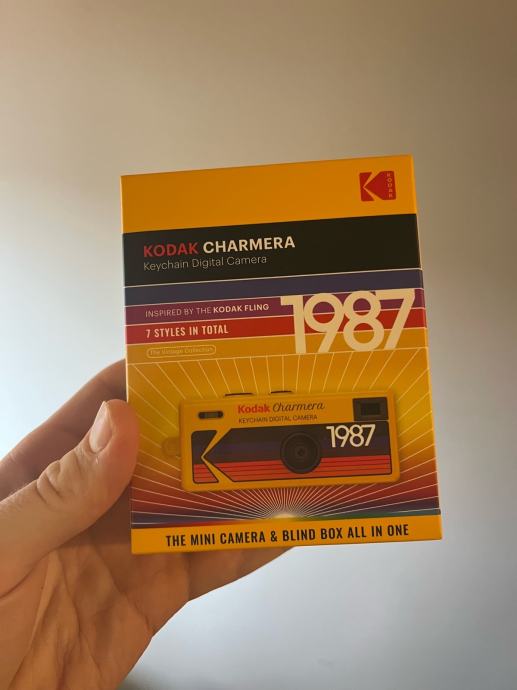 KODAK
KODAK CHARMERA
Keychain Digital Camera
INSPIRED BY THE KODAK FLING
1987
7 STYLES IN TOTAL
The Vintage Collection
Kodak Charmera
KEYCHAIN DIGITAL CAMERA
1987
THE MINI CAMERA & BLIND BOX ALL IN ONE